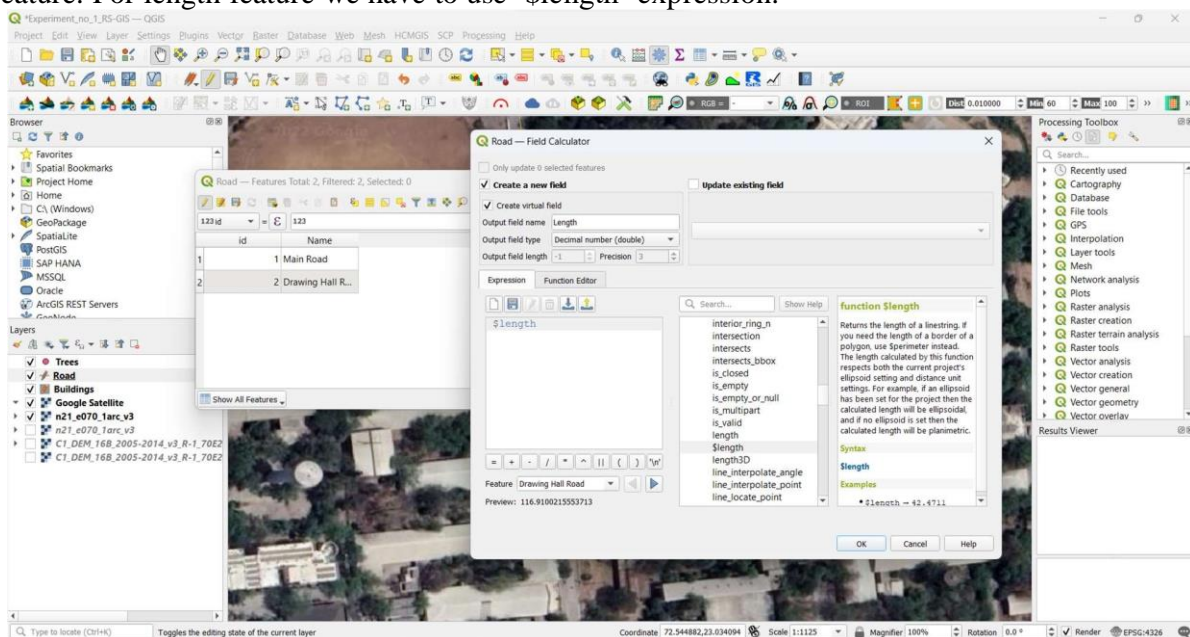 eature. For length feature we have to use "$length" expression.
*Experiment_no_1_RS-GIS — QGIS
Project Edit View Layer Settings Plugins Vector Raster Database Web Mesh HCMGIS SCP Processing Help
RGB = -
ROI
Dist 0.010000
Min 60
Max 100
Browser
Favorites
Spatial Bookmarks
Project Home
Home
C:\ (Windows)
GeoPackage
SpatiaLite
PostGIS
SAP HANA
MSSQL
Oracle
ArcGIS REST Servers
GeoNode
Layers
Trees
Road
Buildings
Google Satellite
n21_e070_1arc_v3
n21_e070_1arc_v3
C1_DEM_16B_2005-2014_v3_R-1_70E2
C1_DEM_16B_2005-2014_v3_R-1_70E2
Road — Features Total: 2, Filtered: 2, Selected: 0
123 id = ε 123
id Name
1 1 Main Road
2 2 Drawing Hall R...
Show All Features
Road — Field Calculator
Only update 0 selected features
Create a new field
Update existing field
Create virtual field
Output field name Length
Output field type Decimal number (double)
Output field length -1 Precision 3
Expression Function Editor
$length
= + - / * ^ || ( ) '\n'
Feature Drawing Hall Road
Preview: 116.9100215553713
Search... Show Help
interior_ring_n
intersection
intersects
intersects_bbox
is_closed
is_empty
is_empty_or_null
is_multipart
is_valid
length
$length
length3D
line_interpolate_angle
line_interpolate_point
line_locate_point
function $length
Returns the length of a linestring. If
you need the length of a border of a
polygon, use $perimeter instead.
The length calculated by this function
respects both the current project's
ellipsoid setting and distance unit
settings. For example, if an ellipsoid
has been set for the project then the
calculated length will be ellipsoidal,
and if no ellipsoid is set then the
calculated length will be planimetric.
Syntax
$length
Examples
• $length → 42.4711
OK Cancel Help
Processing Toolbox
Search...
Recently used
Cartography
Database
File tools
GPS
Interpolation
Layer tools
Mesh
Network analysis
Plots
Raster analysis
Raster creation
Raster terrain analysis
Raster tools
Vector analysis
Vector creation
Vector general
Vector geometry
Vector overlay
Results Viewer
Type to locate (Ctrl+K)
Toggles the editing state of the current layer
Coordinate 72.544882,23.034094
Scale 1:1125
Magnifier 100%
Rotation 0.0 °
Render
EPSG:4326